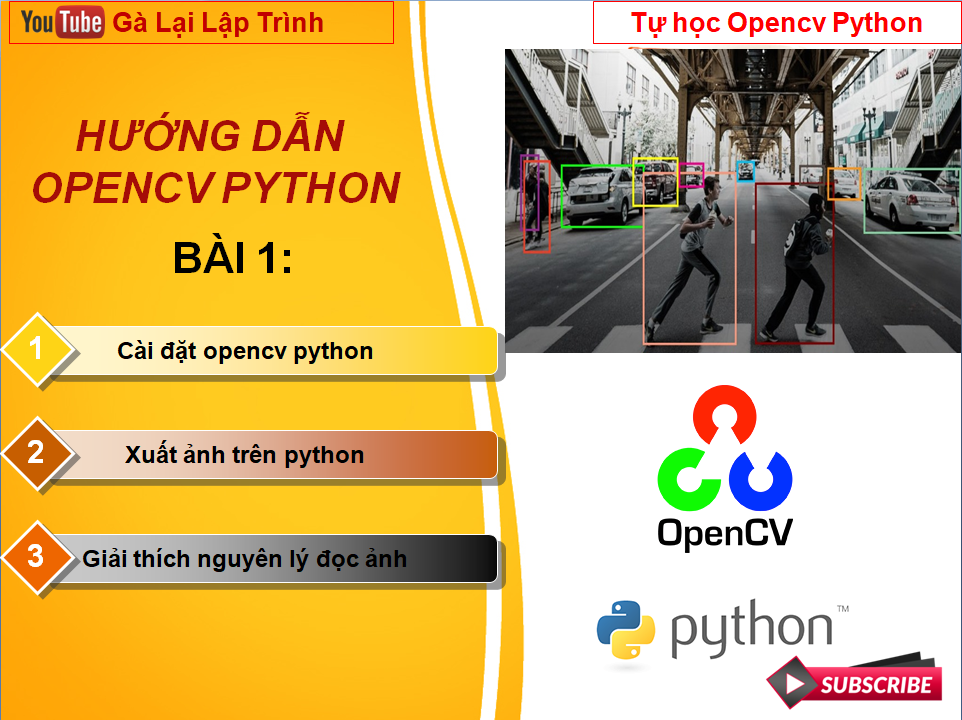 YouTube Gà Lại Lập Trình
Tự học Opencv Python
HƯỚNG DẪN
OPENCV PYTHON
BÀI 1:
1 Cài đặt opencv python
2 Xuất ảnh trên python
3 Giải thích nguyên lý đọc ảnh
OpenCV
python™
SUBSCRIBE